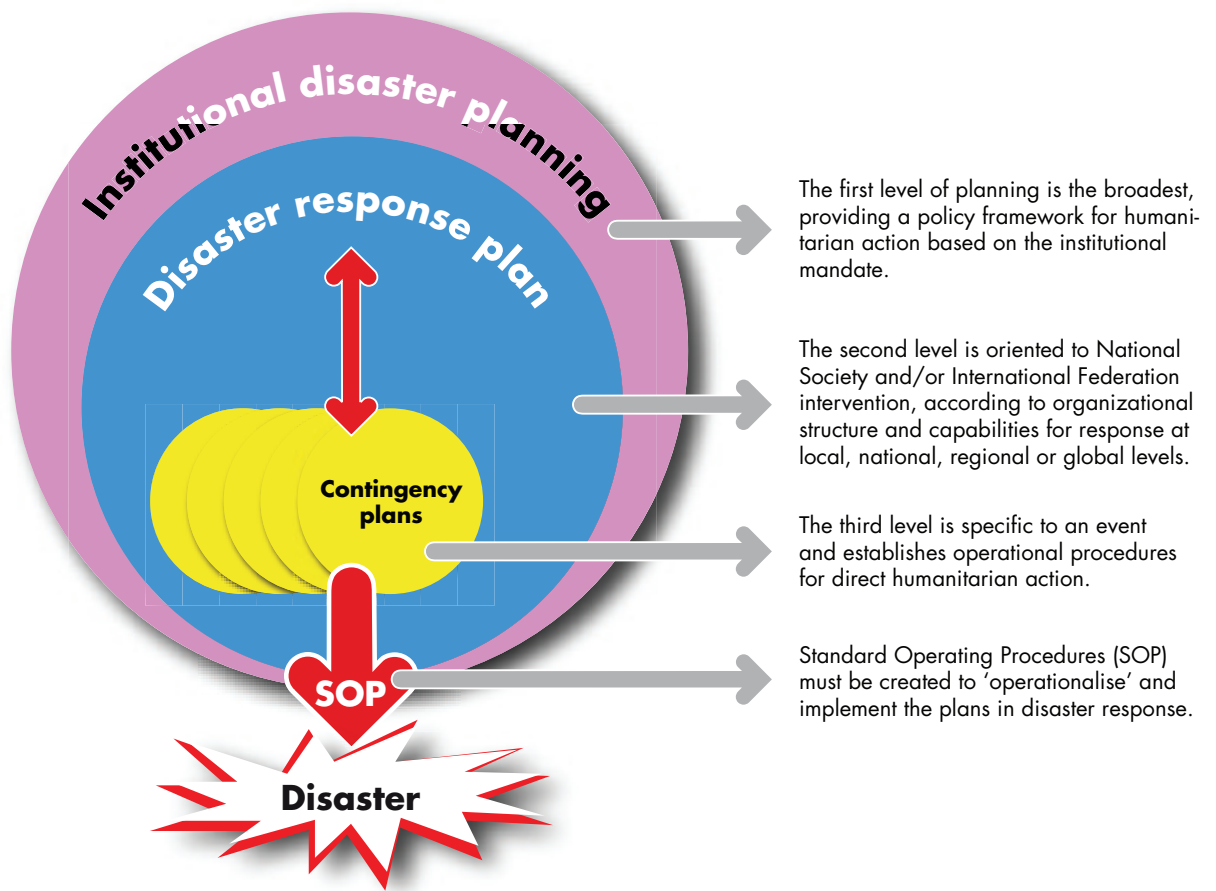 Institutional disaster planning
Disaster response plan
Contingency
plans
SOP
Disaster
The first level of planning is the broadest,
providing a policy framework for humani-
tarian action based on the institutional
mandate.
The second level is oriented to National
Society and/or International Federation
intervention, according to organizational
structure and capabilities for response at
local, national, regional or global levels.
The third level is specific to an event
and establishes operational procedures
for direct humanitarian action.
Standard Operating Procedures (SOP)
must be created to ‘operationalise’ and
implement the plans in disaster response.